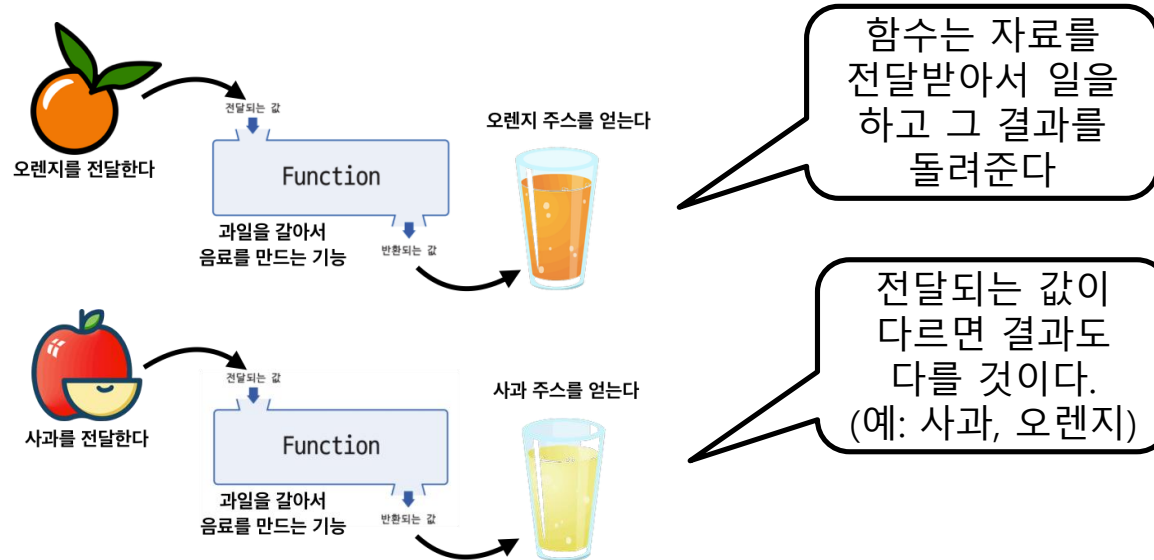 함수는 자료를
전달받아서 일을
하고 그 결과를
돌려준다
전달되는 값
오렌지 주스를 얻는다
오렌지를 전달한다
Function
과일을 갈아서
음료를 만드는 기능
반환되는 값
전달되는 값이
다르면 결과도
다를 것이다.
(예: 사과, 오렌지)
전달되는 값
사과 주스를 얻는다
사과를 전달한다
Function
과일을 갈아서
음료를 만드는 기능
반환되는 값